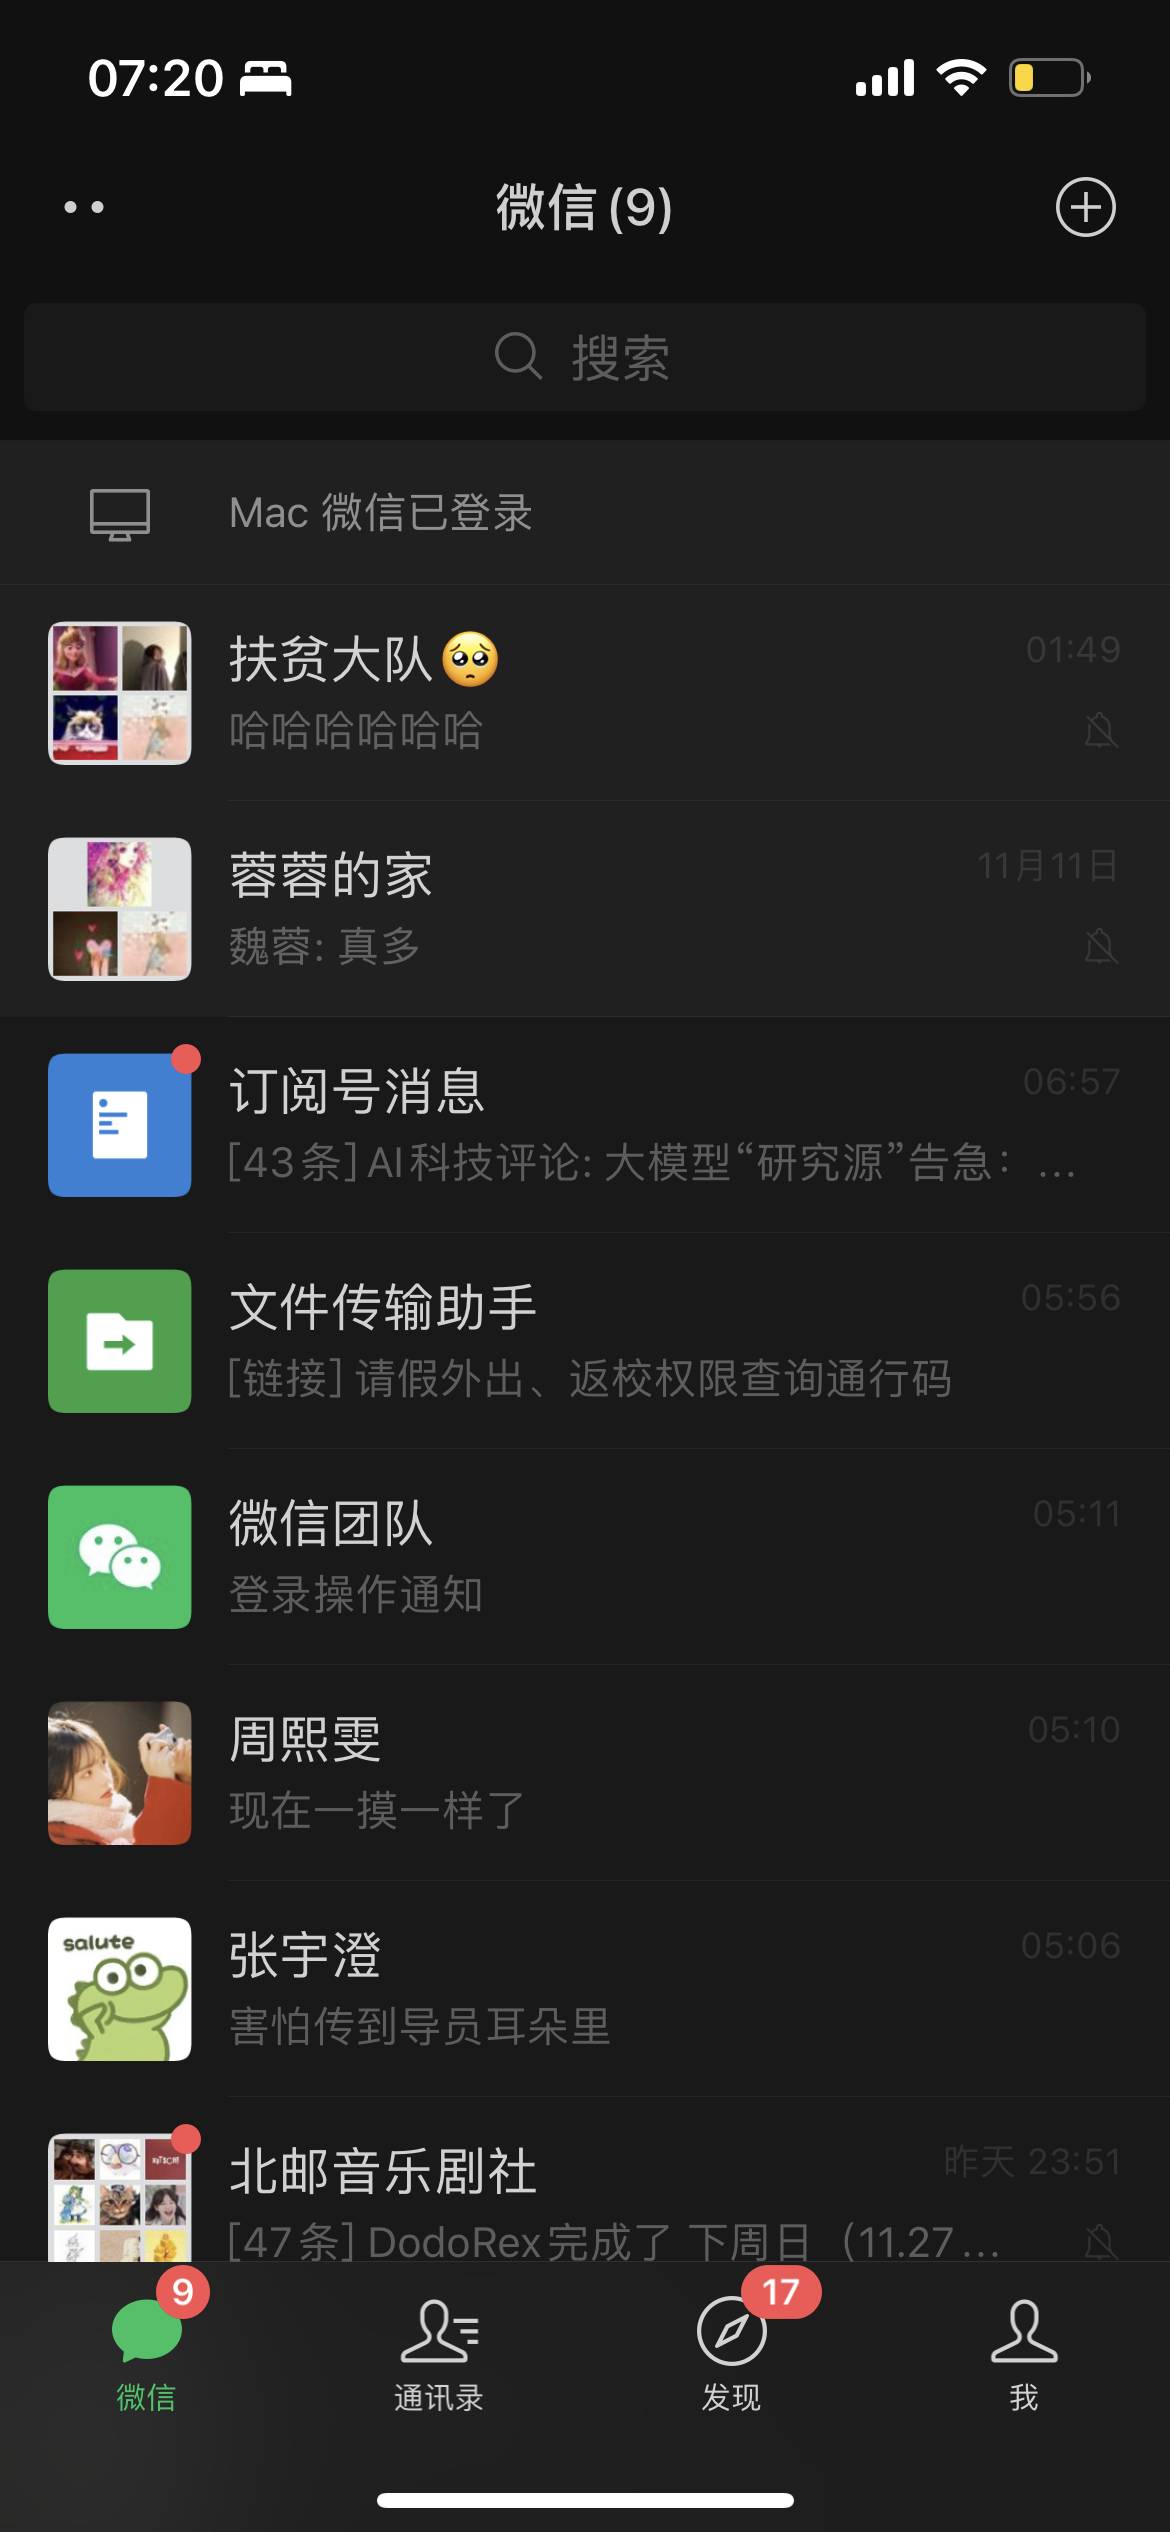 07:20
微信(9)
搜索
Mac 微信已登录
扶贫大队🥺
01:49
哈哈哈哈哈哈
蓉蓉的家
11月11日
魏蓉: 真多
订阅号消息
06:57
[43条] AI科技评论: 大模型“研究源”告急： ...
文件传输助手
05:56
[链接] 请假外出、返校权限查询通行码
微信团队
05:11
登录操作通知
周熙雯
05:10
现在一摸一样了
salute
张宇澄
05:06
害怕传到导员耳朵里
北邮音乐剧社
昨天 23:51
[47条] DodoRex完成了 下周日（11.27...
9
17
微信
通讯录
发现
我